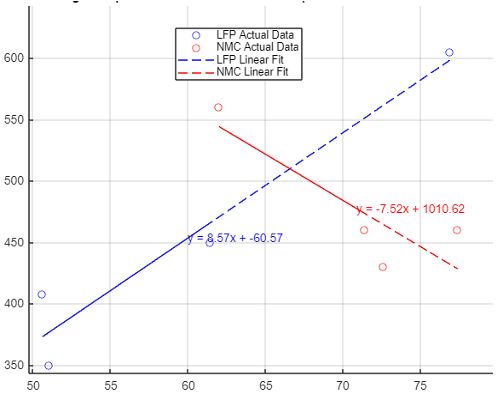 LFP Actual Data
NMC Actual Data
LFP Linear Fit
NMC Linear Fit
600
550
500
450
400
350
y = -7.52x + 1010.62
y = 8.57x + -60.57
50
55
60
65
70
75